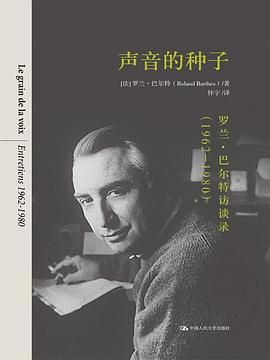 声音的种子
[法] 罗兰·巴尔特（Roland Barthes）/著
怀宇 /译
罗兰·巴尔特访谈录
（1962—1980）
Le grain de la voix
Entretiens 1962-1980
中国人民大学出版社